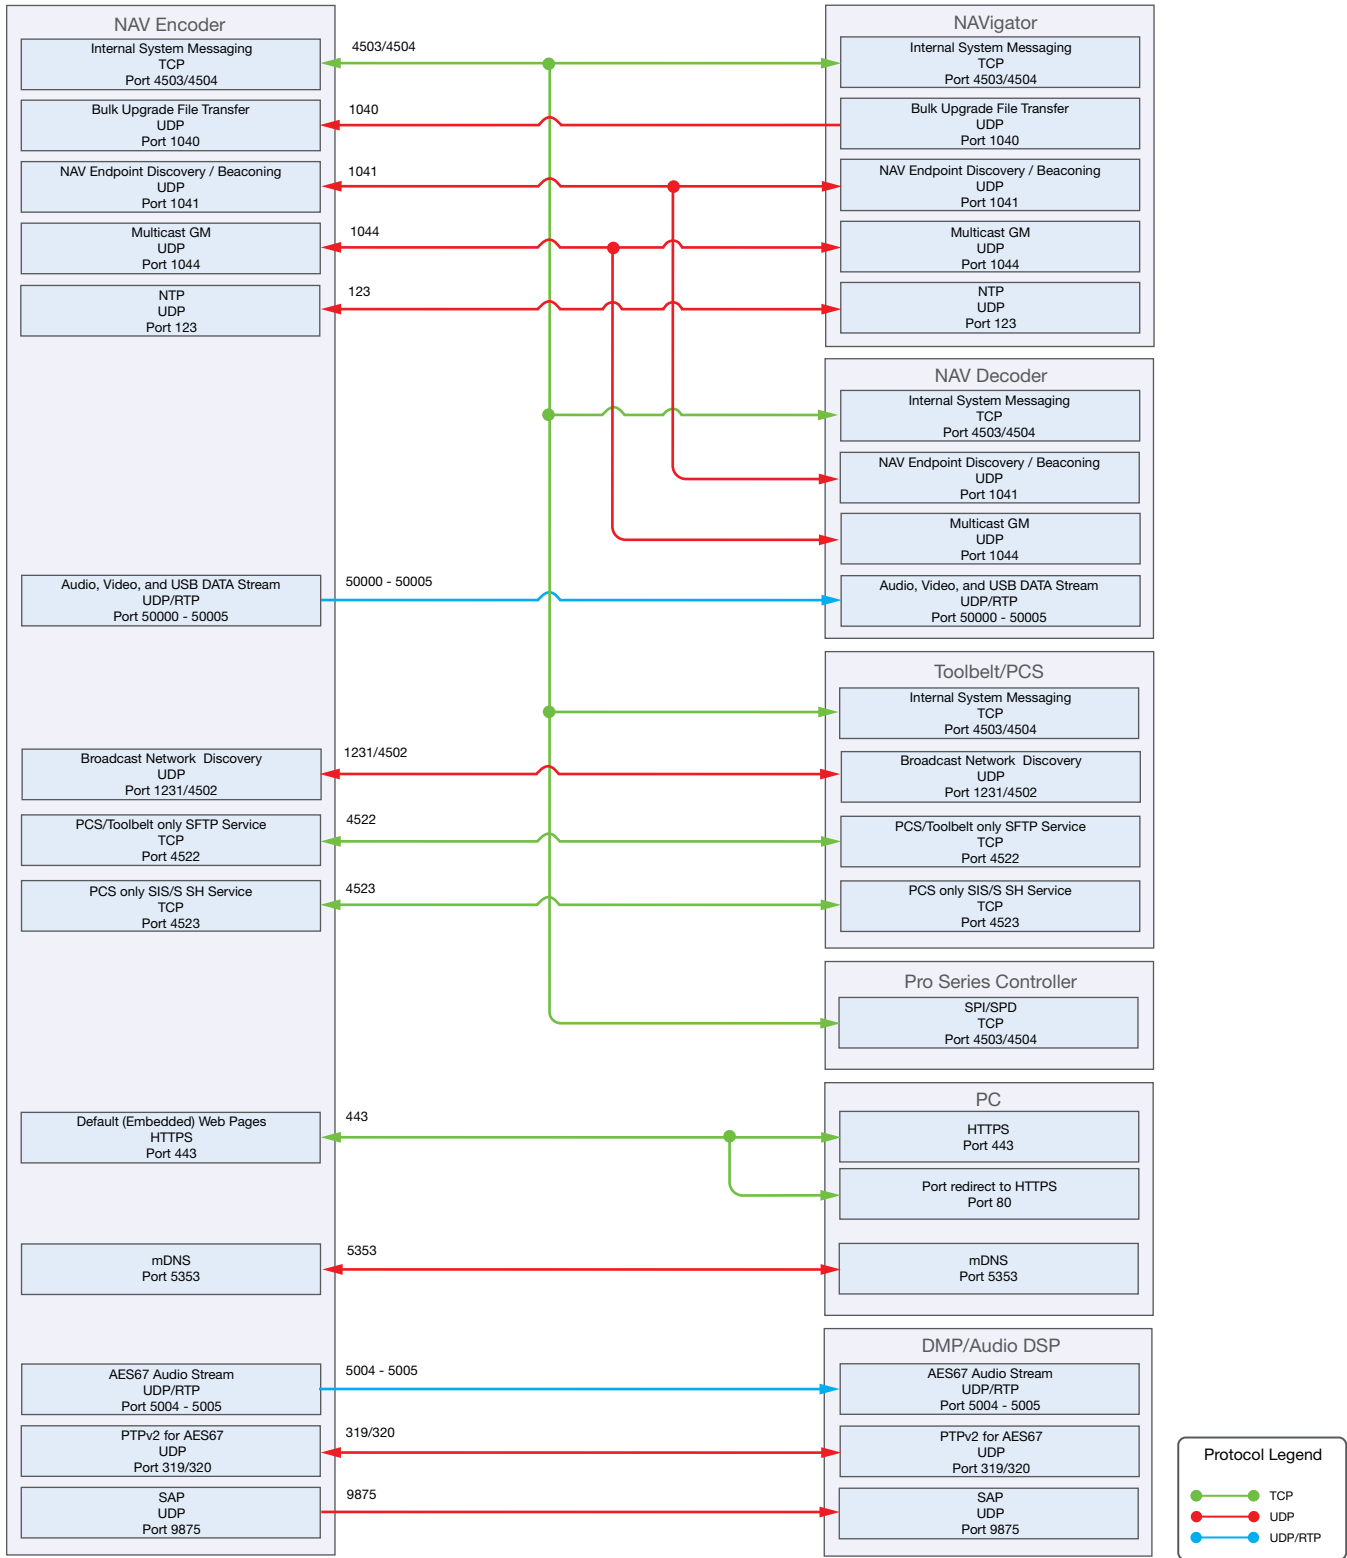 NAV Encoder
Internal System Messaging
TCP
Port 4503/4504
Bulk Upgrade File Transfer
UDP
Port 1040
NAV Endpoint Discovery / Beaconing
UDP
Port 1041
Multicast GM
UDP
Port 1044
NTP
UDP
Port 123
Audio, Video, and USB DATA Stream
UDP/RTP
Port 50000 - 50005
Broadcast Network  Discovery
UDP
Port 1231/4502
PCS/Toolbelt only SFTP Service
TCP
Port 4522
PCS only SIS/S SH Service
TCP
Port 4523
Default (Embedded) Web Pages
HTTPS
Port 443
mDNS
Port 5353
AES67 Audio Stream
UDP/RTP
Port 5004 - 5005
PTPv2 for AES67
UDP
Port 319/320
SAP
UDP
Port 9875
4503/4504
1040
1041
1044
123
50000 - 50005
1231/4502
4522
4523
443
5353
5004 - 5005
319/320
9875
NAVigator
Internal System Messaging
TCP
Port 4503/4504
Bulk Upgrade File Transfer
UDP
Port 1040
NAV Endpoint Discovery / Beaconing
UDP
Port 1041
Multicast GM
UDP
Port 1044
NTP
UDP
Port 123
NAV Decoder
Internal System Messaging
TCP
Port 4503/4504
NAV Endpoint Discovery / Beaconing
UDP
Port 1041
Multicast GM
UDP
Port 1044
Audio, Video, and USB DATA Stream
UDP/RTP
Port 50000 - 50005
Toolbelt/PCS
Internal System Messaging
TCP
Port 4503/4504
Broadcast Network  Discovery
UDP
Port 1231/4502
PCS/Toolbelt only SFTP Service
TCP
Port 4522
PCS only SIS/S SH Service
TCP
Port 4523
Pro Series Controller
SPI/SPD
TCP
Port 4503/4504
PC
HTTPS
Port 443
Port redirect to HTTPS
Port 80
mDNS
Port 5353
DMP/Audio DSP
AES67 Audio Stream
UDP/RTP
Port 5004 - 5005
PTPv2 for AES67
UDP
Port 319/320
SAP
UDP
Port 9875
Protocol Legend
TCP
UDP
UDP/RTP